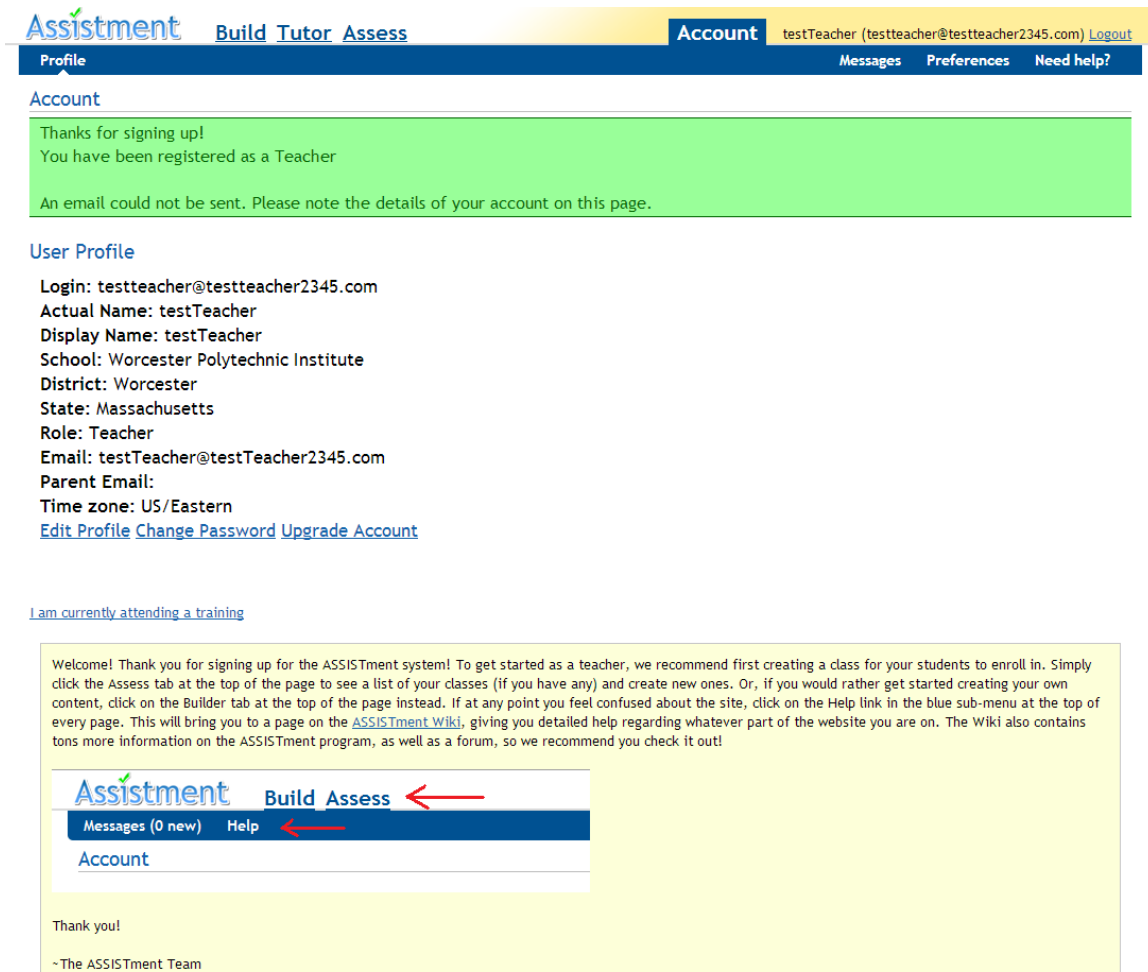 Assistment Build Tutor Assess Account testTeacher (testteacher@testteacher2345.com) Logout
Profile Messages Preferences Need help?
Account
Thanks for signing up!
You have been registered as a Teacher
An email could not be sent. Please note the details of your account on this page.
User Profile
Login: testteacher@testteacher2345.com
Actual Name: testTeacher
Display Name: testTeacher
School: Worcester Polytechnic Institute
District: Worcester
State: Massachusetts
Role: Teacher
Email: testTeacher@testTeacher2345.com
Parent Email:
Time zone: US/Eastern
Edit Profile Change Password Upgrade Account
I am currently attending a training
Welcome! Thank you for signing up for the ASSISTment system! To get started as a teacher, we recommend first creating a class for your students to enroll in. Simply
click the Assess tab at the top of the page to see a list of your classes (if you have any) and create new ones. Or, if you would rather get started creating your own
content, click on the Builder tab at the top of the page instead. If at any point you feel confused about the site, click on the Help link in the blue sub-menu at the top of
every page. This will bring you to a page on the ASSISTment Wiki, giving you detailed help regarding whatever part of the website you are on. The Wiki also contains
tons more information on the ASSISTment program, as well as a forum, so we recommend you check it out!
Assistment Build Assess
Messages (0 new) Help
Account
Thank you!
~The ASSISTment Team